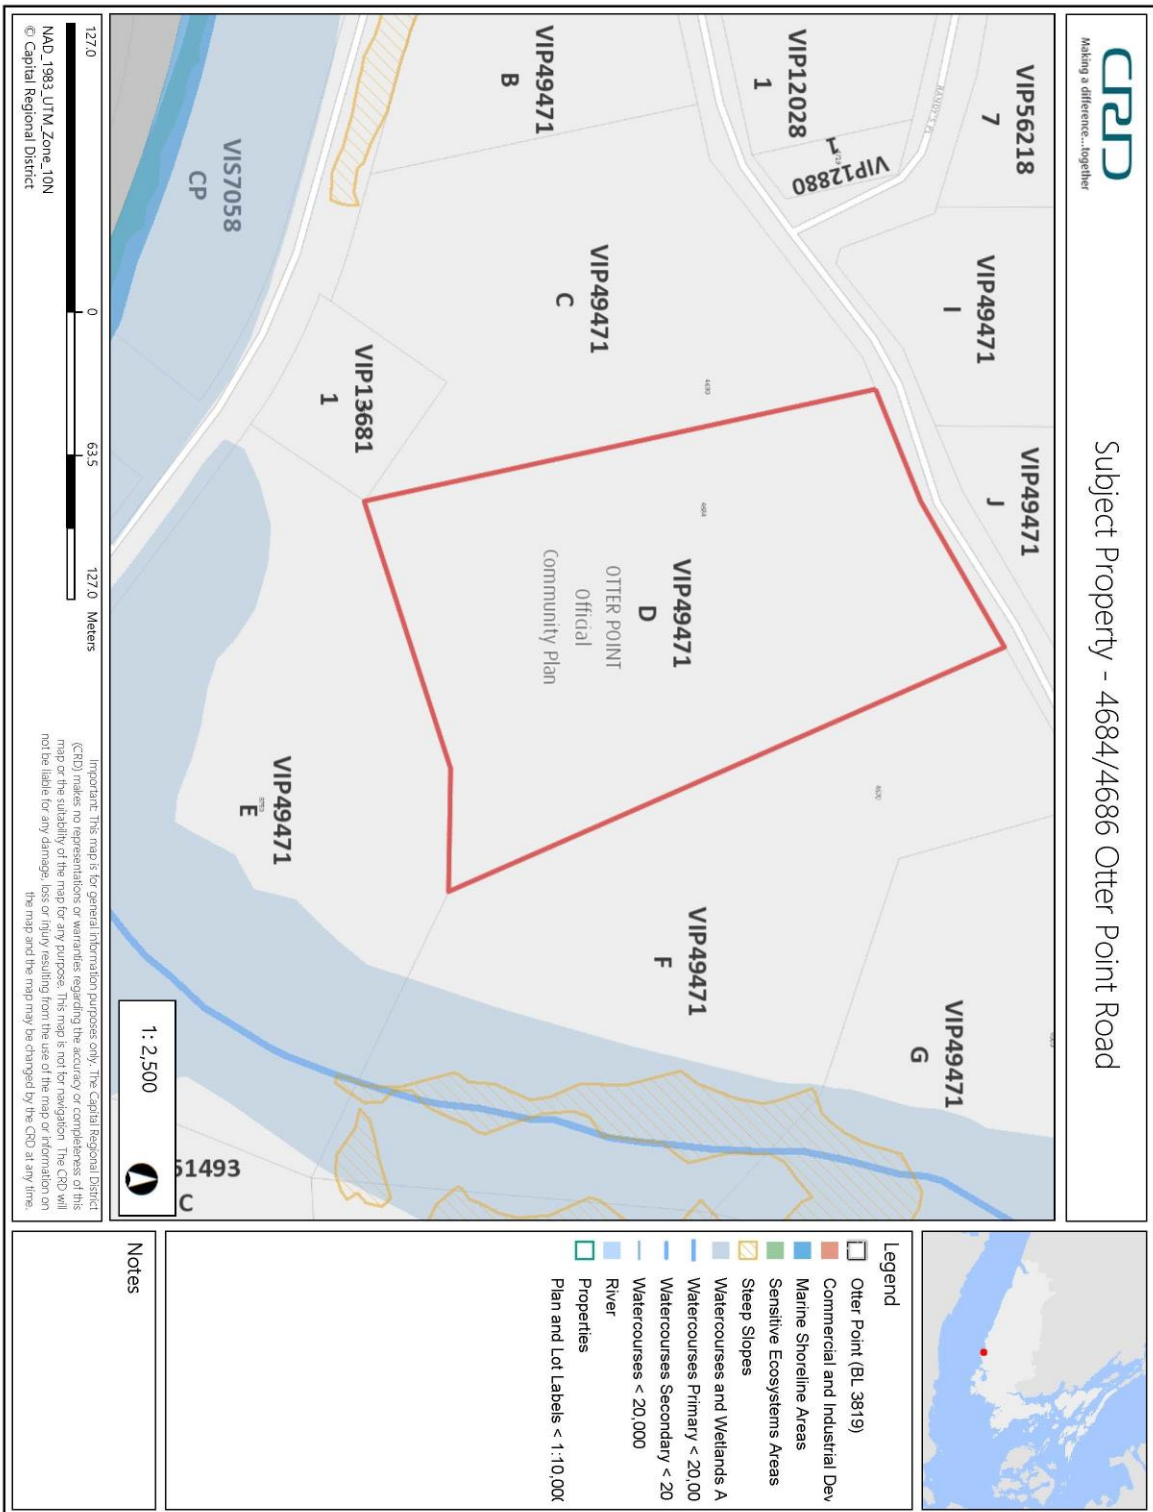 CRD
Making a difference...together
Subject Property - 4684/4686 Otter Point Road
VIP56218
7
VIP49471
I
VIP49471
J
RANDY'S PL
VIP12028
1
VIP12880
1
VIP49471
B
VIP49471
C
4690
4684
VIP49471
D
OTTER POINT
Official
Community Plan
4670
VIP49471
F
VIP49471
G
VIP13681
1
VIS7058
CP
VIP49471
E
51493
C
1: 2,500
127.0
0
63.5
127.0 Meters
NAD_1983_UTM_Zone_10N
© Capital Regional District
Important: This map is for general information purposes only. The Capital Regional District
(CRD) makes no representations or warranties regarding the accuracy or completeness of this
map or the suitability of the map for any purpose. This map is not for navigation. The CRD will
not be liable for any damage, loss or injury resulting from the use of the map or information on
the map and the map may be changed by the CRD at any time.
Legend
Otter Point (BL 3819)
Commercial and Industrial Dev
Marine Shoreline Areas
Sensitive Ecosystems Areas
Steep Slopes
Watercourses and Wetlands A
Watercourses Primary < 20,00
Watercourses Secondary < 20
Watercourses < 20,000
River
Properties
Plan and Lot Labels < 1:10,00
Notes